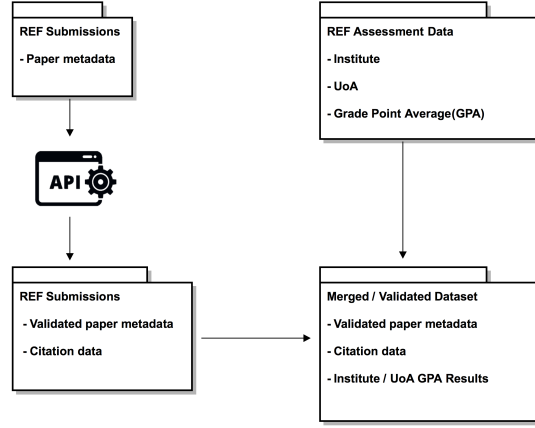 REF Submissions
- Paper metadata
REF Assessment Data
- Institute
- UoA
- Grade Point Average(GPA)
API
REF Submissions
- Validated paper metadata
- Citation data
Merged / Validated Dataset
- Validated paper metadata
- Citation data
- Institute / UoA GPA Results